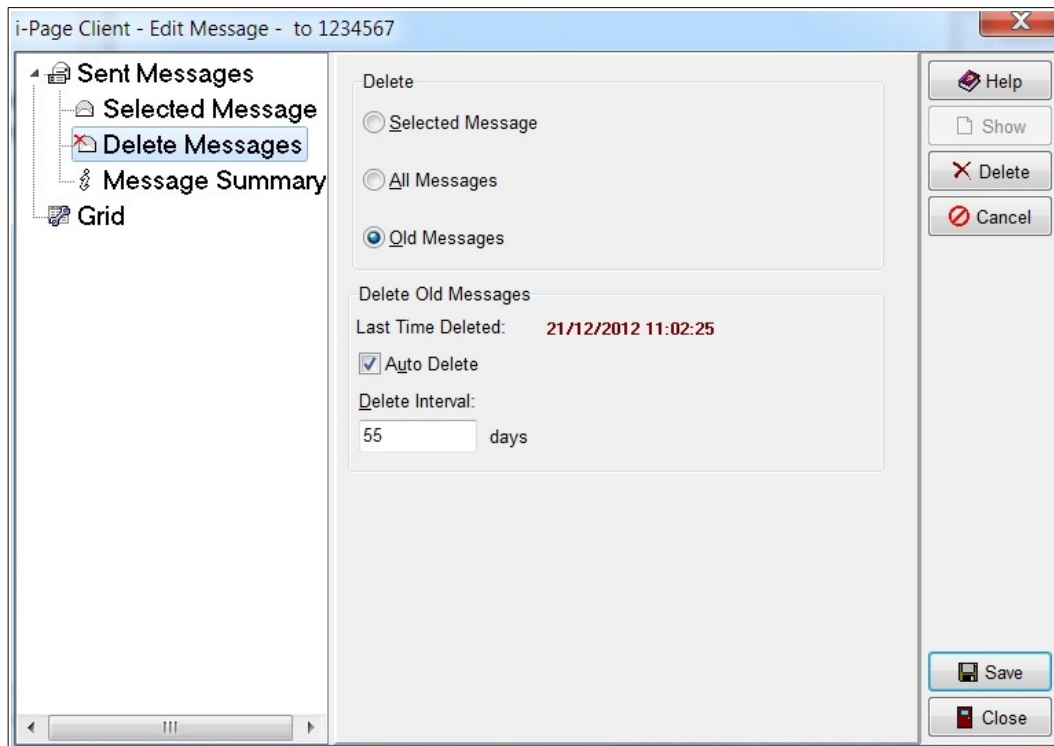 i-Page Client - Edit Message - to 1234567
Sent Messages
Selected Message
Delete Messages
Message Summary
Grid
Delete
Selected Message
All Messages
Old Messages
Delete Old Messages
Last Time Deleted: 21/12/2012 11:02:25
Auto Delete
Delete Interval:
55 days
Help
Show
Delete
Cancel
Save
Close